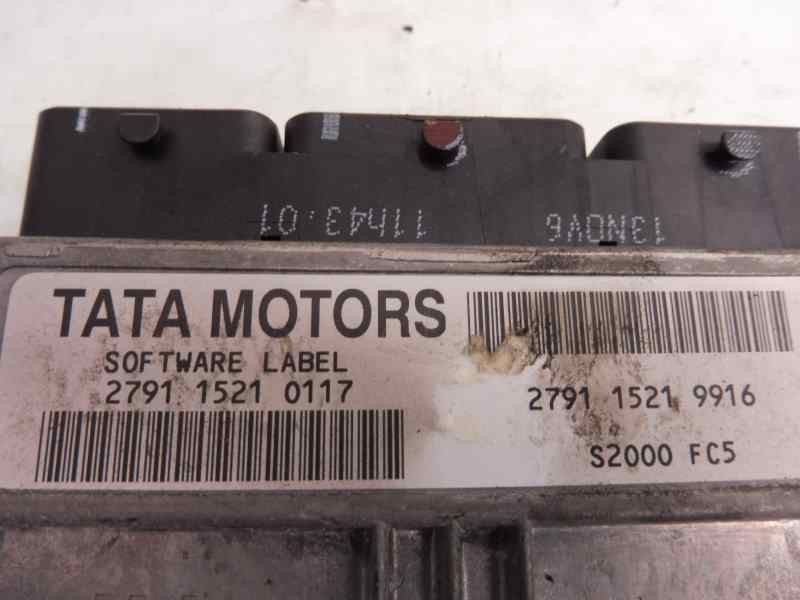 13NOV6 11h43:01
TATA MOTORS
SOFTWARE LABEL
2791 1521 0117
2791 1521 9916
S2000 FC5